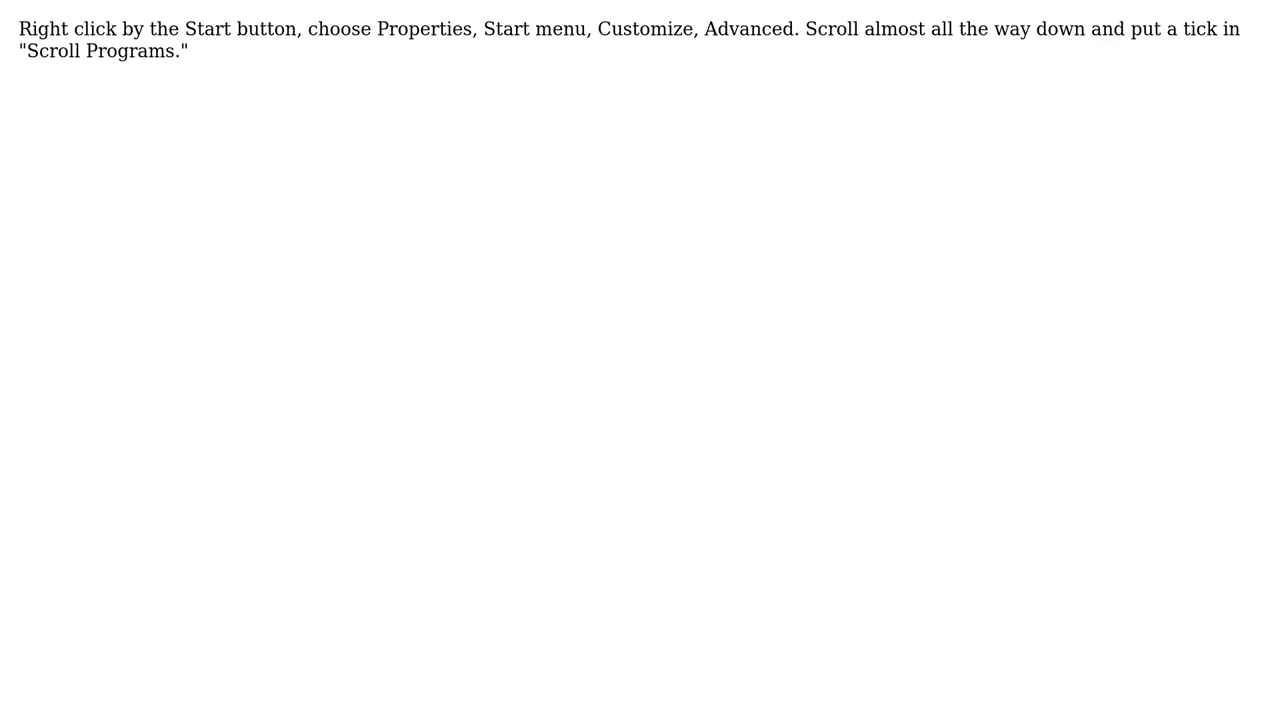 Right click by the Start button, choose Properties, Start menu, Customize, Advanced. Scroll almost all the way down and put a tick in
"Scroll Programs."